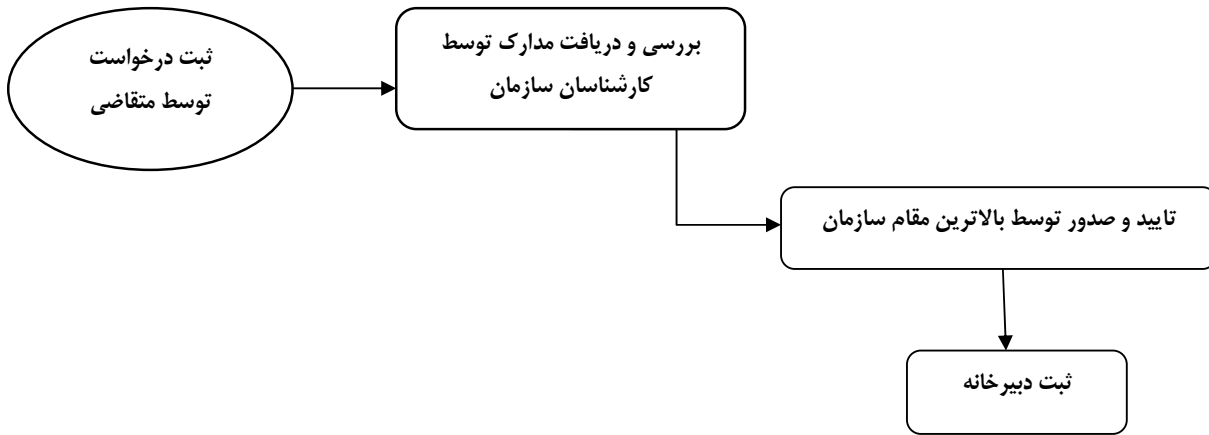 ثبت درخواست
توسط متقاضی
بررسی و دریافت مدارک توسط
کارشناسان سازمان
تایید و صدور توسط بالاترین مقام سازمان
ثبت دبیرخانه